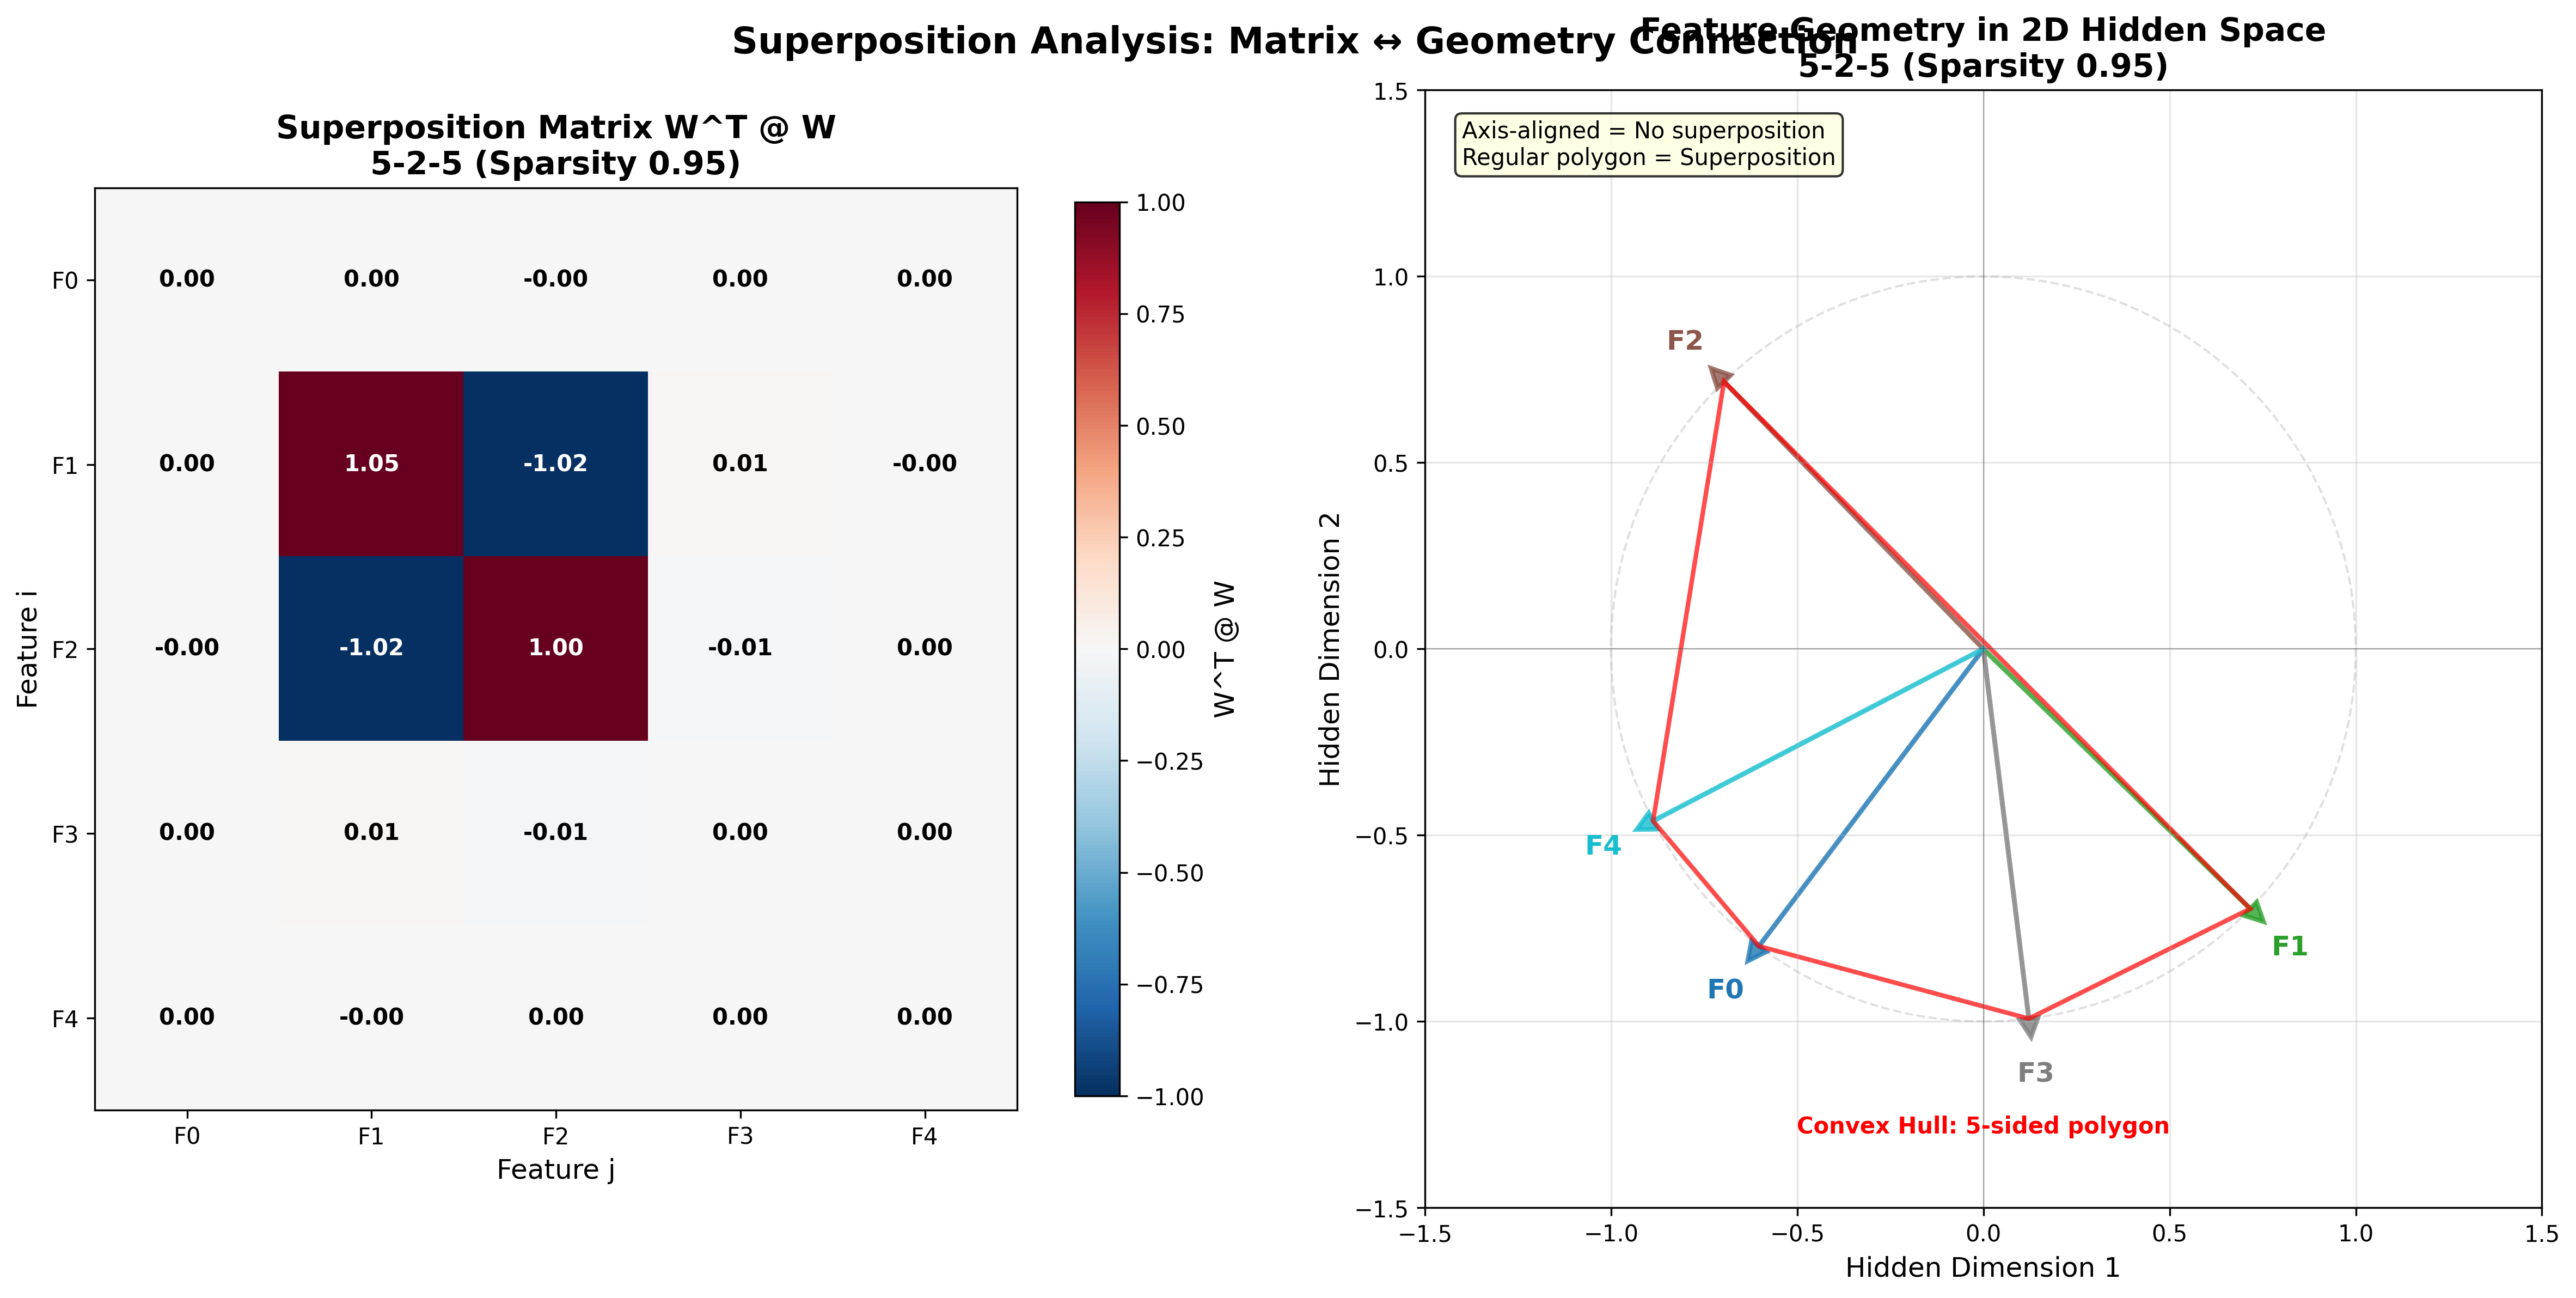 Superposition Analysis: Matrix ↔ Geometry Connection
Superposition Matrix W^T @ W
5-2-5 (Sparsity 0.95)
F0
F1
F2
F3
F4
Feature i
0.00 0.00 -0.00 0.00 0.00
0.00 1.05 -1.02 0.01 -0.00
-0.00 -1.02 1.00 -0.01 0.00
0.00 0.01 -0.01 0.00 0.00
0.00 -0.00 0.00 0.00 0.00
F0 F1 F2 F3 F4
Feature j
1.00
0.75
0.50
0.25
0.00
−0.25
−0.50
−0.75
−1.00
W^T @ W
Feature Geometry in 2D Hidden Space
5-2-5 (Sparsity 0.95)
Axis-aligned = No superposition
Regular polygon = Superposition
1.5
1.0
0.5
0.0
−0.5
−1.0
−1.5
Hidden Dimension 2
F2
F4
F0
F1
F3
Convex Hull: 5-sided polygon
−1.5 −1.0 −0.5 0.0 0.5 1.0 1.5
Hidden Dimension 1